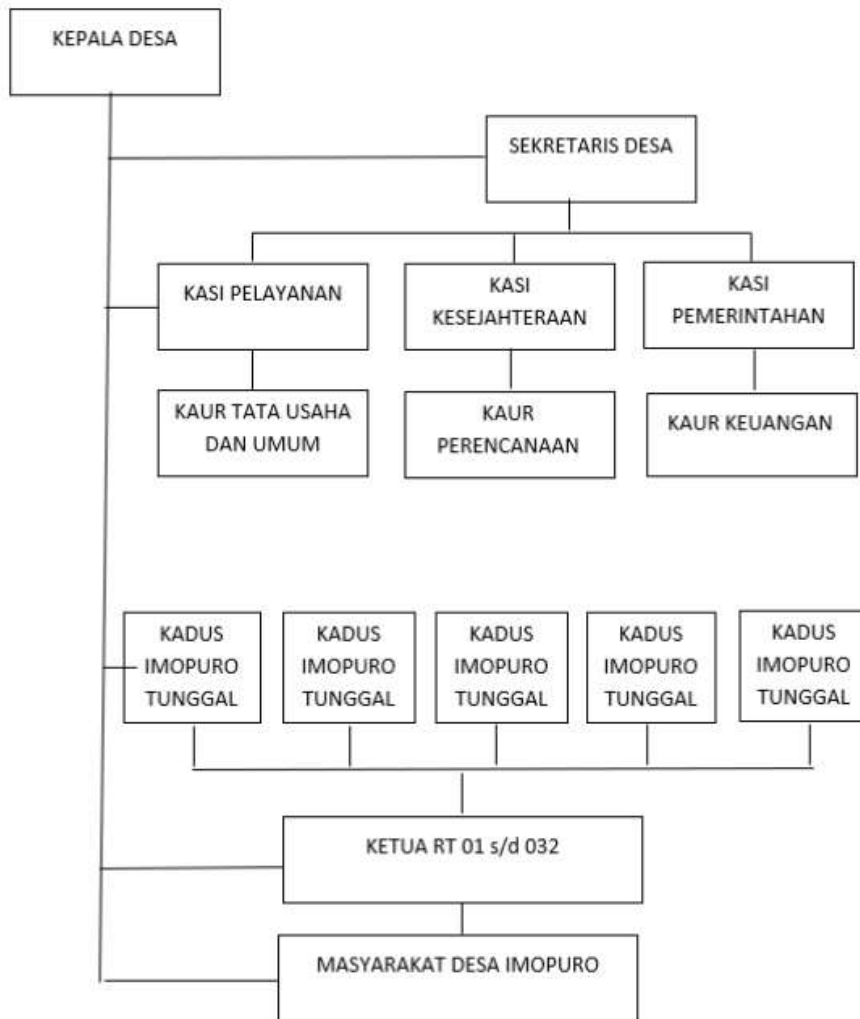 KEPALA DESA
SEKRETARIS DESA
KASI PELAYANAN
KASI
KESEJAHTERAAN
KASI
PEMERINTAHAN
KAUR TATA USAHA
DAN UMUM
KAUR
PERENCANAAN
KAUR KEUANGAN
KADUS
IMOPURO
TUNGGAL
KADUS
IMOPURO
TUNGGAL
KADUS
IMOPURO
TUNGGAL
KADUS
IMOPURO
TUNGGAL
KADUS
IMOPURO
TUNGGAL
KETUA RT 01 s/d 032
MASYARAKAT DESA IMOPURO